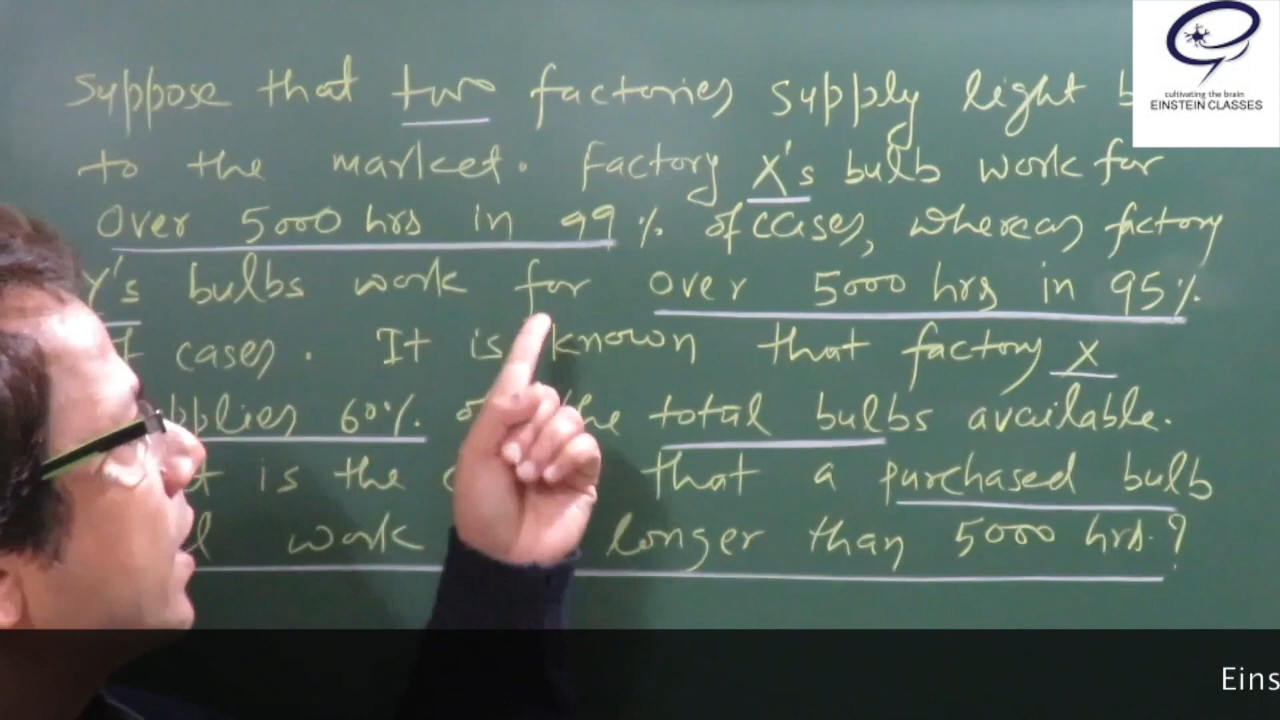 Suppose that two factories supply light
to the market. Factory X's bulb work for
Over 5000 hrs in 99% of cases, whereas factory
Y's bulbs work for over 5000 hrs in 95%
cases. It is known that factory X
60% the total bulbs available.
is the that a purchased bulb
work longer than 5000 hrs.?
cultivating the brain
EINSTEIN CLASSES
Eins